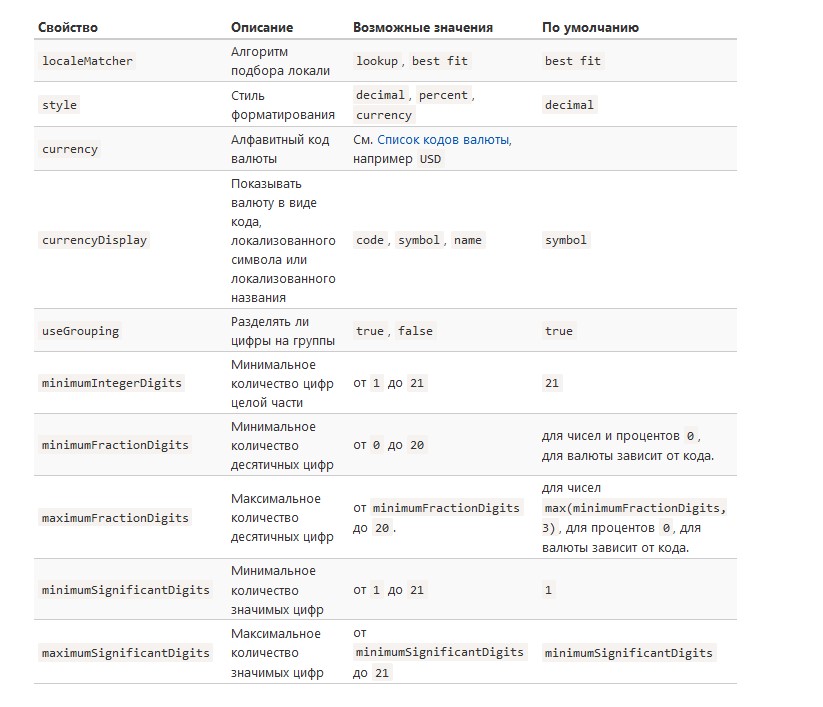 Свойство Описание Возможные значения По умолчанию
localeMatcher Алгоритм подбора локали lookup, best fit best fit
style Стиль форматирования decimal, percent, currency decimal
currency Алфавитный код валюты См. Список кодов валюты, например USD
currencyDisplay Показывать валюту в виде кода, локализованного символа или локализованного названия code, symbol, name symbol
useGrouping Разделять ли цифры на группы true, false true
minimumIntegerDigits Минимальное количество цифр целой части от 1 до 21 21
minimumFractionDigits Минимальное количество десятичных цифр от 0 до 20 для чисел и процентов 0, для валюты зависит от кода.
maximumFractionDigits Максимальное количество десятичных цифр от minimumFractionDigits до 20. для чисел max(minimumFractionDigits, 3), для процентов 0, для валюты зависит от кода.
minimumSignificantDigits Минимальное количество значимых цифр от 1 до 21 1
maximumSignificantDigits Максимальное количество значимых цифр от minimumSignificantDigits до 21 minimumSignificantDigits